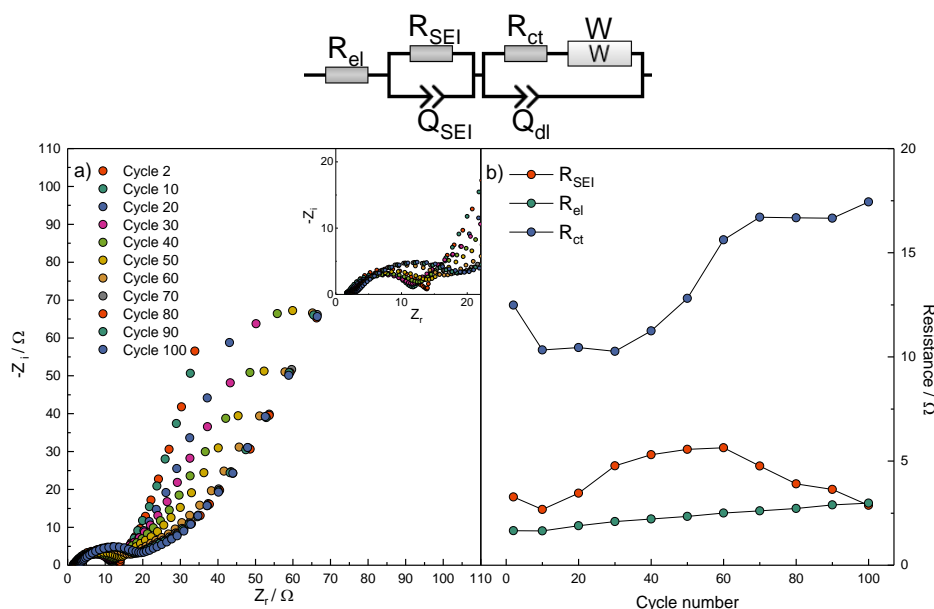 R_el R_SEI R_ct W
W
Q_SEI Q_dl
a)
Cycle 2
Cycle 10
Cycle 20
Cycle 30
Cycle 40
Cycle 50
Cycle 60
Cycle 70
Cycle 80
Cycle 90
Cycle 100
-Z_i / Ω
110
100
90
80
70
60
50
40
30
20
10
0
0 10 20 30 40 50 60 70 80 90 100 110
Z_r / Ω
-Z_i
20
10
5
0
0 10 20
Z_r
b)
R_SEI
R_el
R_ct
20
15
10
5
0
Resistance / Ω
0 20 40 60 80 100
Cycle number